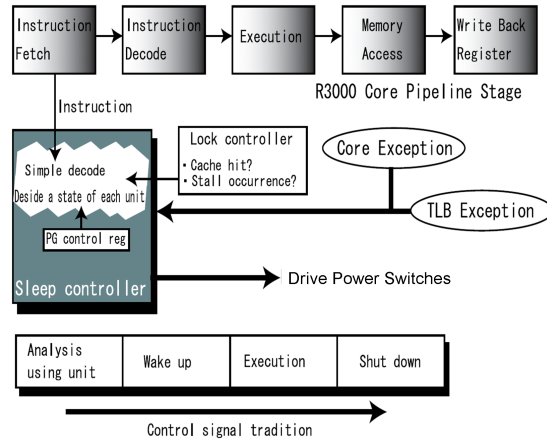 Instruction
Fetch
Instruction
Decode
Execution
Memory
Access
Write Back
Register
R3000 Core Pipeline Stage
Instruction
Simple decode
Deside a state of each unit
PG control reg
Sleep controller
Lock controller
・Cache hit?
・Stall occurrence?
Core Exception
TLB Exception
Drive Power Switches
Analysis
using unit
Wake up
Execution
Shut down
Control signal tradition